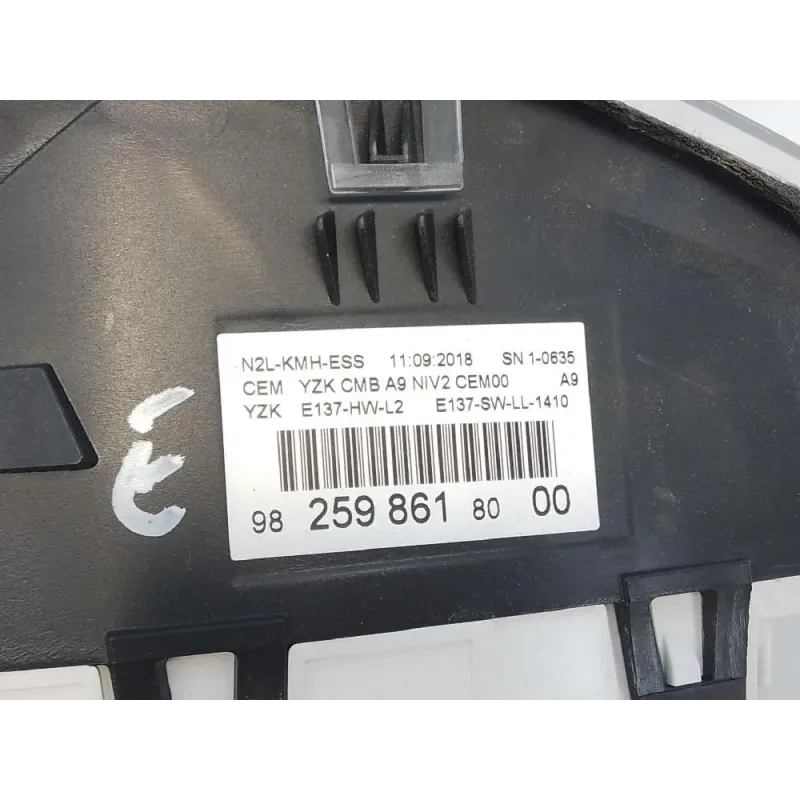 N2L-KMH-ESS 11:09:2018 SN 1-0635
CEM YZK CMB A9 NIV2 CEM00 A9
YZK E137-HW-L2 E137-SW-LL-1410
98 259 861 80 00